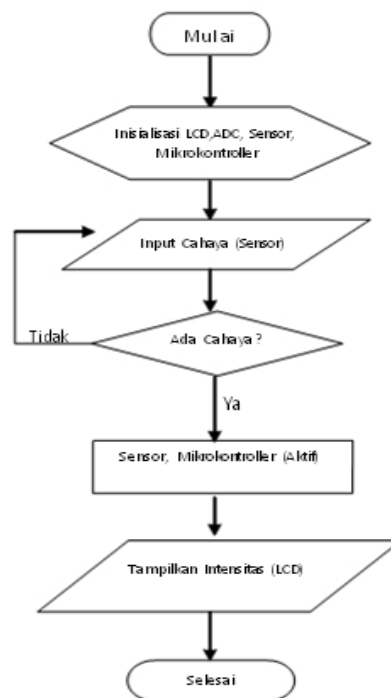 Mulai
Inisialisasi LCD,ADC, Sensor,
Mikrokontroller
Input Cahaya (Sensor)
Ada Cahaya?
Tidak
Ya
Sensor, Mikrokontroller (Aktif)
Tampilkan Intensitas (LCD)
Selesai